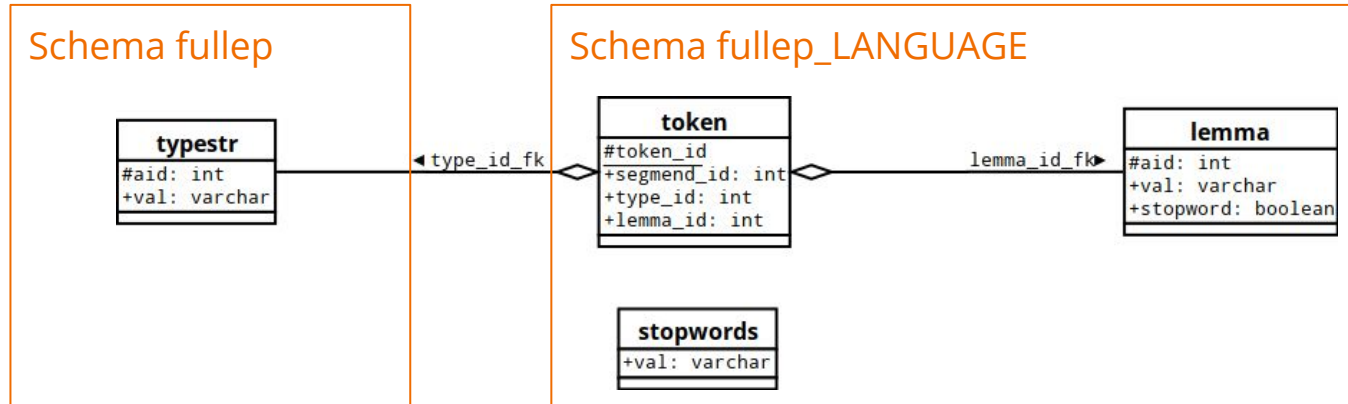 Schema fullep
Schema fullep_LANGUAGE
typestr
#aid: int
+val: varchar
◄ type_id_fk
token
#token_id
+segmend_id: int
+type_id: int
+lemma_id: int
lemma_id_fk►
lemma
#aid: int
+val: varchar
+stopword: boolean
stopwords
+val: varchar